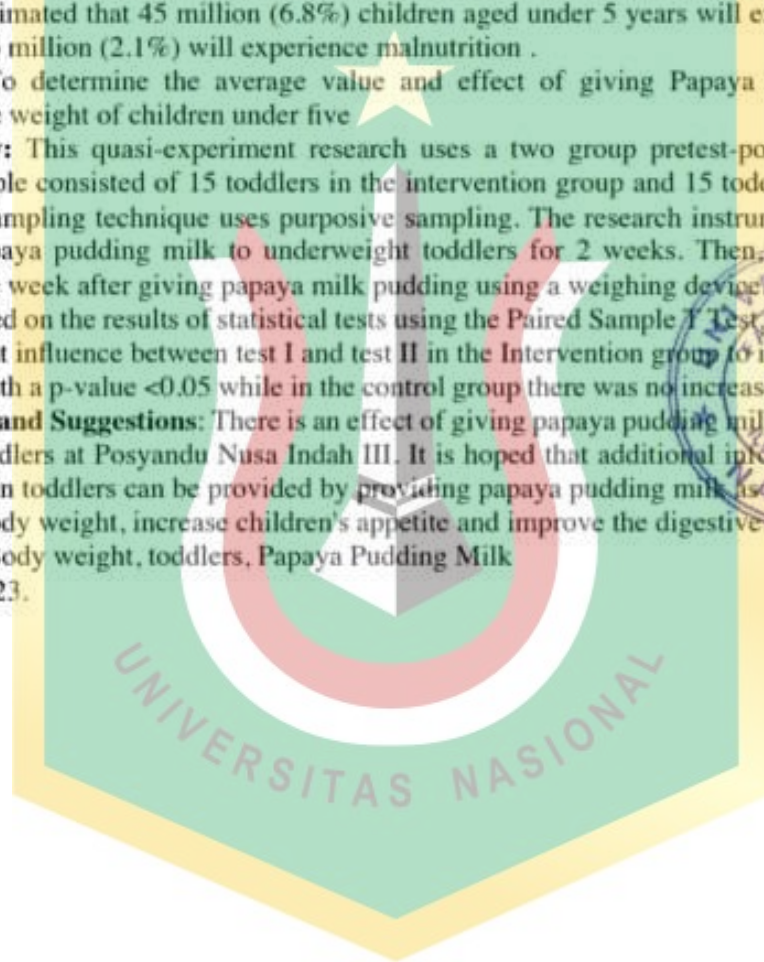 imated that 45 million (6.8%) children aged under 5 years will e
million (2.1%) will experience malnutrition .
o determine the average value and effect of giving Papaya
weight of children under five
: This quasi-experiment research uses a two group pretest-po
ple consisted of 15 toddlers in the intervention group and 15 todd
mpling technique uses purposive sampling. The research instrum
aya pudding milk to underweight toddlers for 2 weeks. Then,
week after giving papaya milk pudding using a weighing device
ed on the results of statistical tests using the Paired Sample T Test
t influence between test I and test II in the Intervention group to i
th a p-value <0.05 while in the control group there was no increas
and Suggestions: There is an effect of giving papaya pudding mil
dlers at Posyandu Nusa Indah III. It is hoped that additional info
n toddlers can be provided by providing papaya pudding milk as
ody weight, increase children's appetite and improve the digestive
ody weight, toddlers, Papaya Pudding Milk
23.
UNIVERSITAS NASIONAL